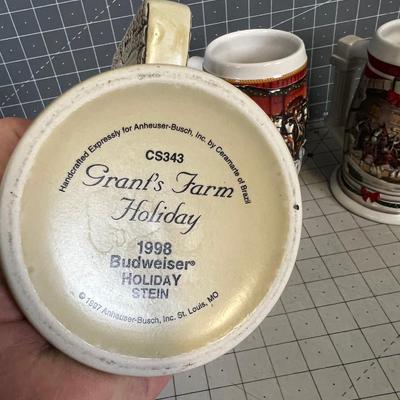 Handcrafted Expressly for Anheuser-Busch, Inc. by Ceramarte of Brazil
CS343
Grant's Farm
Holiday
1998
Budweiser®
HOLIDAY
STEIN
© 1997 Anheuser-Busch, Inc. St. Louis, MO